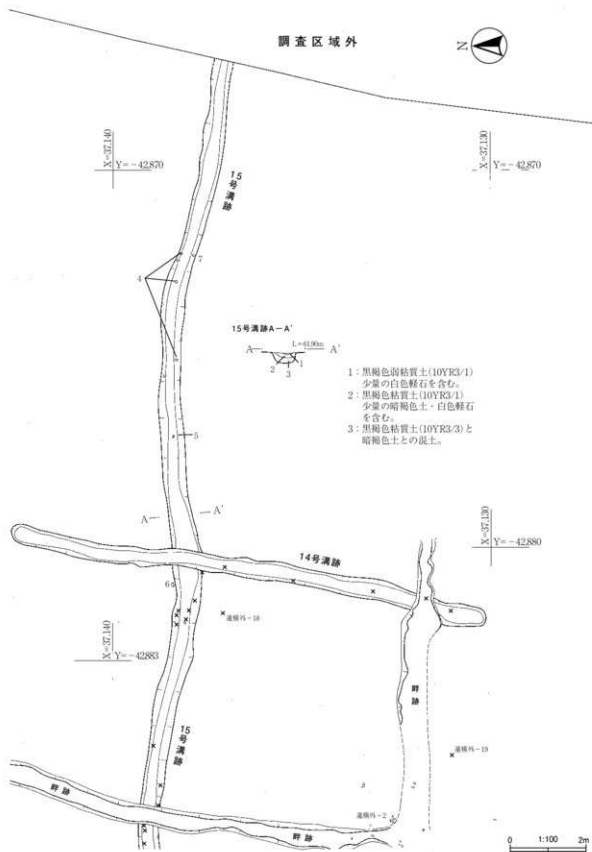 調査区域外
N
X=37,140
Y=-42,870
X=37,130
Y=-42,870
15号溝跡
7
4
15号溝跡A-A'
A
L=61.90m
A'
2
3
1
1：黒褐色弱粘質土(10YR3/1)
少量の白色軽石を含む。
2：黒褐色粘質土(10YR3/1)
少量の暗褐色土・白色軽石
を含む。
3：黒褐色粘質土(10YR3/3)と
暗褐色土との混土。
5
A
A'
X=37,130
Y=-42,880
14号溝跡
6
遺構外-18
X=37,140
Y=-42,883
畔跡
15号溝跡
遺構外-19
畔跡
遺構外-2
畔跡
0
1:100
2m